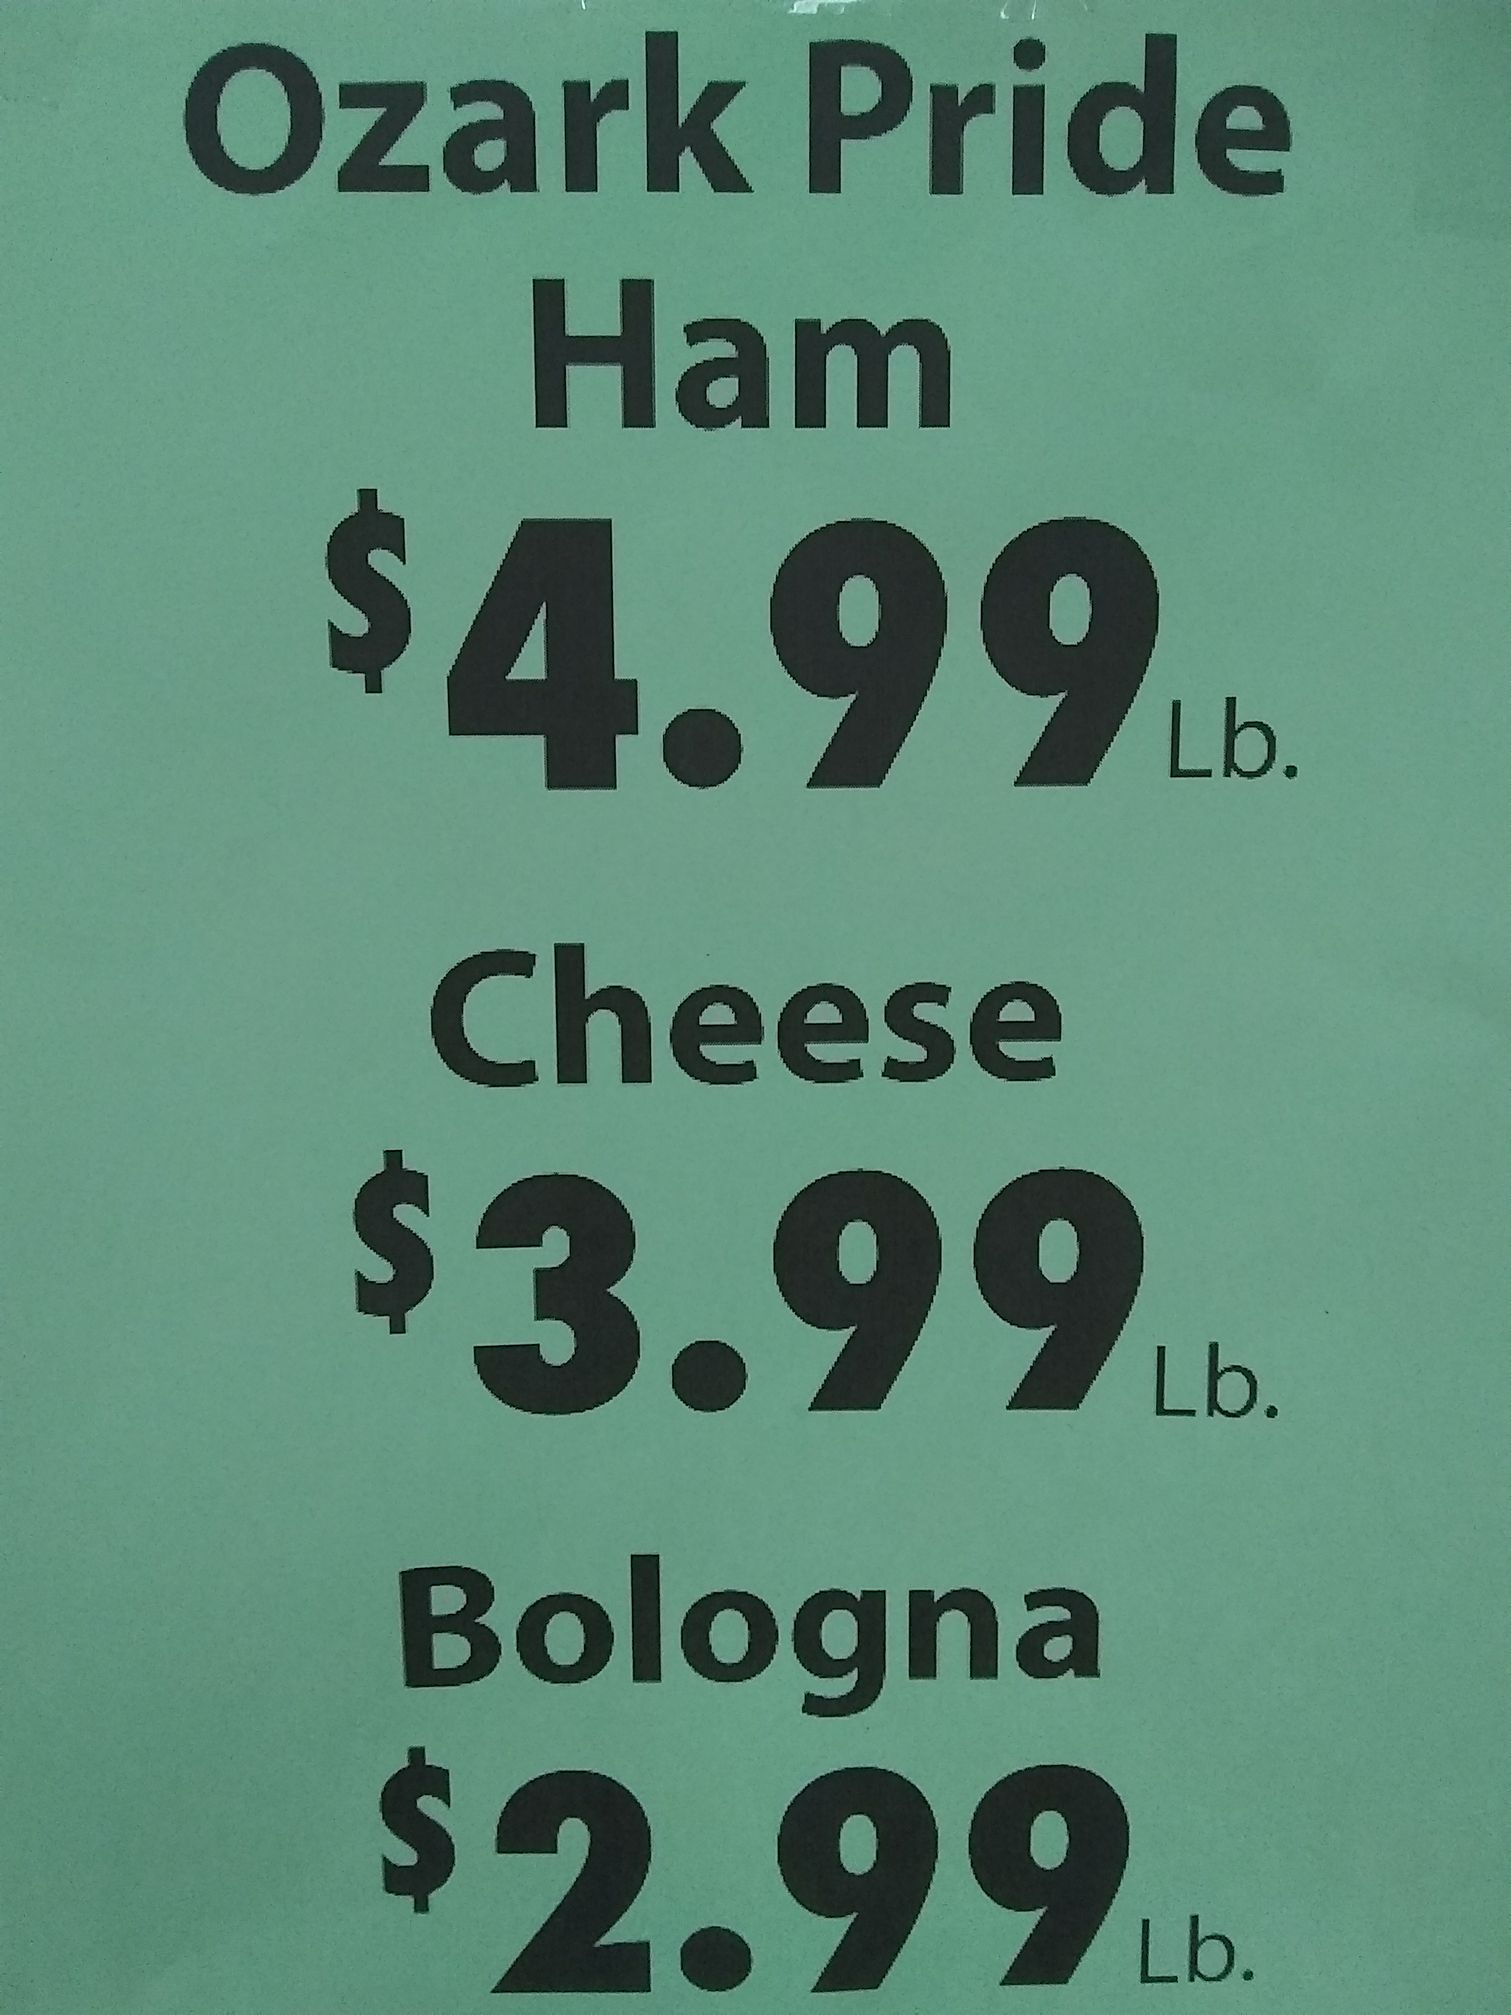 Ozark Pride
Ham
$4.99 Lb.
Cheese
$3.99 Lb.
Bologna
$2.99 Lb.